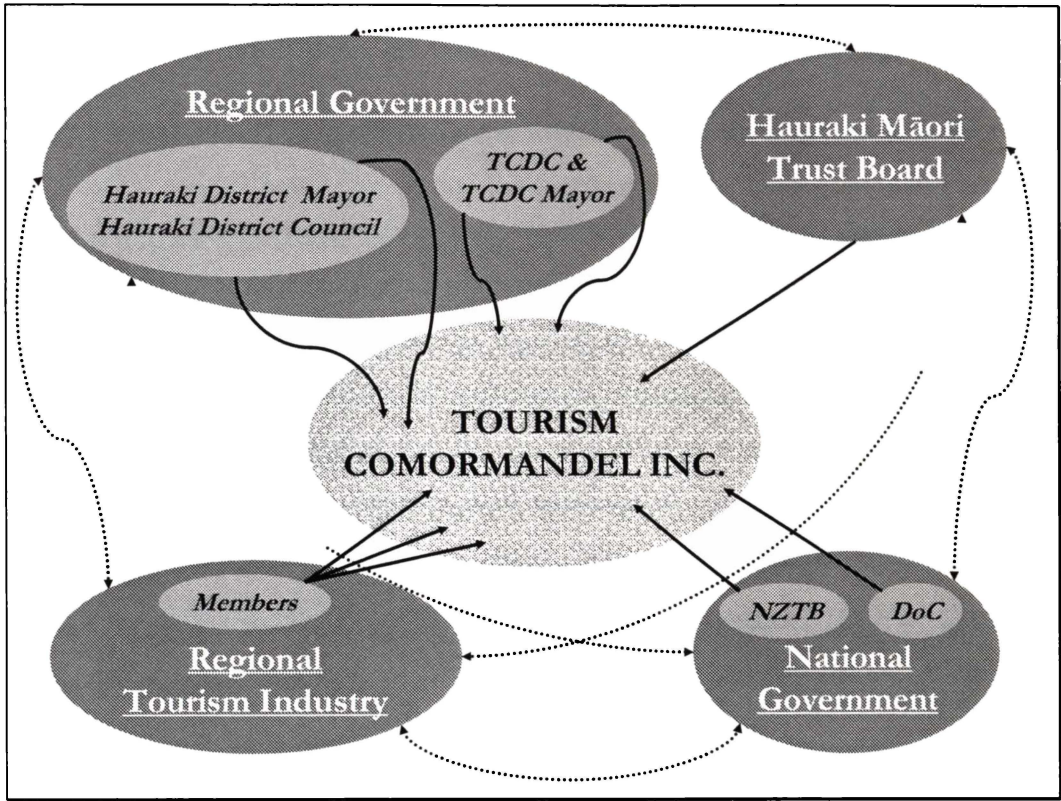 Regional Government
Hauraki District Mayor
Hauraki District Council
TCDC &
TCDC Mayor
Hauraki Māori
Trust Board
TOURISM
COMORMANDEL INC.
Members
Regional
Tourism Industry
NZTB
DoC
National
Government